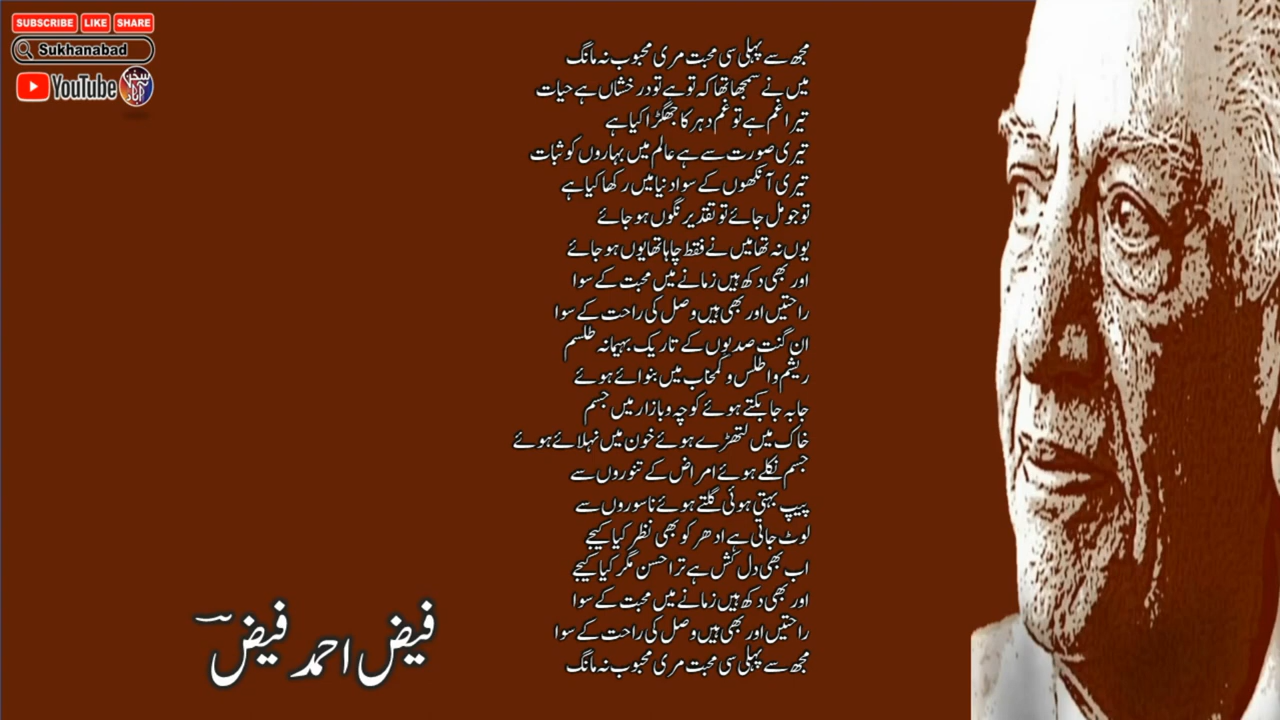 SUBSCRIBE LIKE SHARE
Sukhanabad
YouTube سخن آباد
مجھ سے پہلی سی محبت مری محبوب نہ مانگ
میں نے سمجھا تھا کہ تو ہے تو درخشاں ہے حیات
تیرا غم ہے تو غم دہر کا جھگڑا کیا ہے
تیری صورت سے ہے عالم میں بہاروں کو ثبات
تیری آنکھوں کے سوا دنیا میں رکھا کیا ہے
تو جو مل جائے تو تقدیر نگوں ہو جائے
یوں نہ تھا میں نے فقط چاہا تھا یوں ہو جائے
اور بھی دکھ ہیں زمانے میں محبت کے سوا
راحتیں اور بھی ہیں وصل کی راحت کے سوا
ان گنت صدیوں کے تاریک بہیمانہ طلسم
ریشم و اطلس و کمخاب میں بنوائے ہوئے
جا بہ جا بکتے ہوئے کوچہ و بازار میں جسم
خاک میں لتھڑے ہوئے خون میں نہلائے ہوئے
جسم نکلے ہوئے امراض کے تنوروں سے
پیپ بہتی ہوئی گلتے ہوئے ناسوروں سے
لوٹ جاتی ہے ادھر کو بھی نظر کیا کیجے
اب بھی دل کش ہے ترا حسن مگر کیا کیجے
اور بھی دکھ ہیں زمانے میں محبت کے سوا
راحتیں اور بھی ہیں وصل کی راحت کے سوا
مجھ سے پہلی سی محبت مری محبوب نہ مانگ
فیض احمد فیضؔ